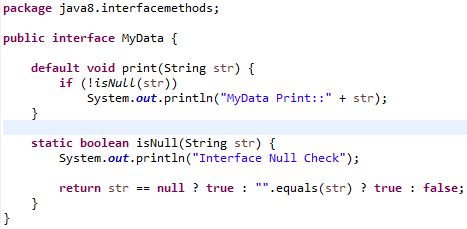 package java8.interfacemethods;
public interface MyData {
default void print(String str) {
if (!isNull(str))
System.out.println("MyData Print::" + str);
}
static boolean isNull(String str) {
System.out.println("Interface Null Check");
return str == null ? true : "".equals(str) ? true : false;
}
}